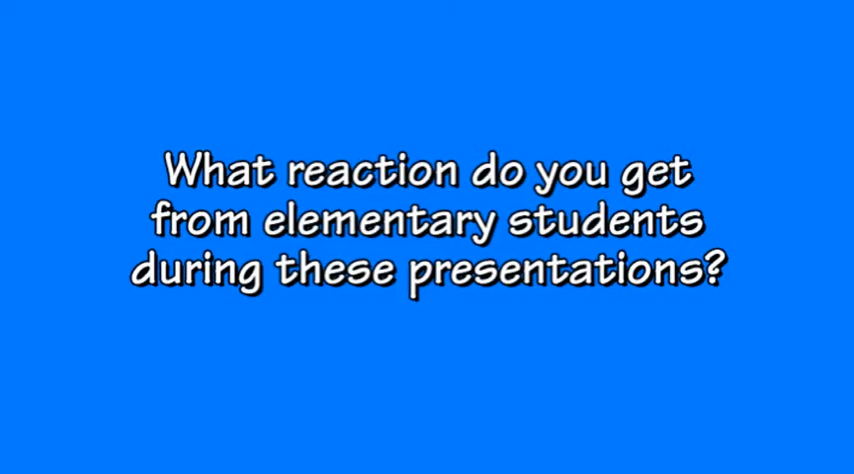 What reaction do you get
from elementary students
during these presentations?